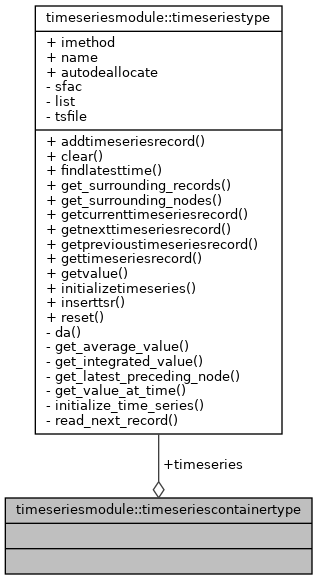 timeseriesmodule::timeseriestype
+ imethod
+ name
+ autodeallocate
- sfac
- list
- tsfile
+ addtimeseriesrecord()
+ clear()
+ findlatesttime()
+ get_surrounding_records()
+ get_surrounding_nodes()
+ getcurrenttimeseriesrecord()
+ getnexttimeseriesrecord()
+ getprevioustimeseriesrecord()
+ gettimeseriesrecord()
+ getvalue()
+ initializetimeseries()
+ inserttsr()
+ reset()
- da()
- get_average_value()
- get_integrated_value()
- get_latest_preceding_node()
- get_value_at_time()
- initialize_time_series()
- read_next_record()
+timeseries
timeseriesmodule::timeseriescontainertype